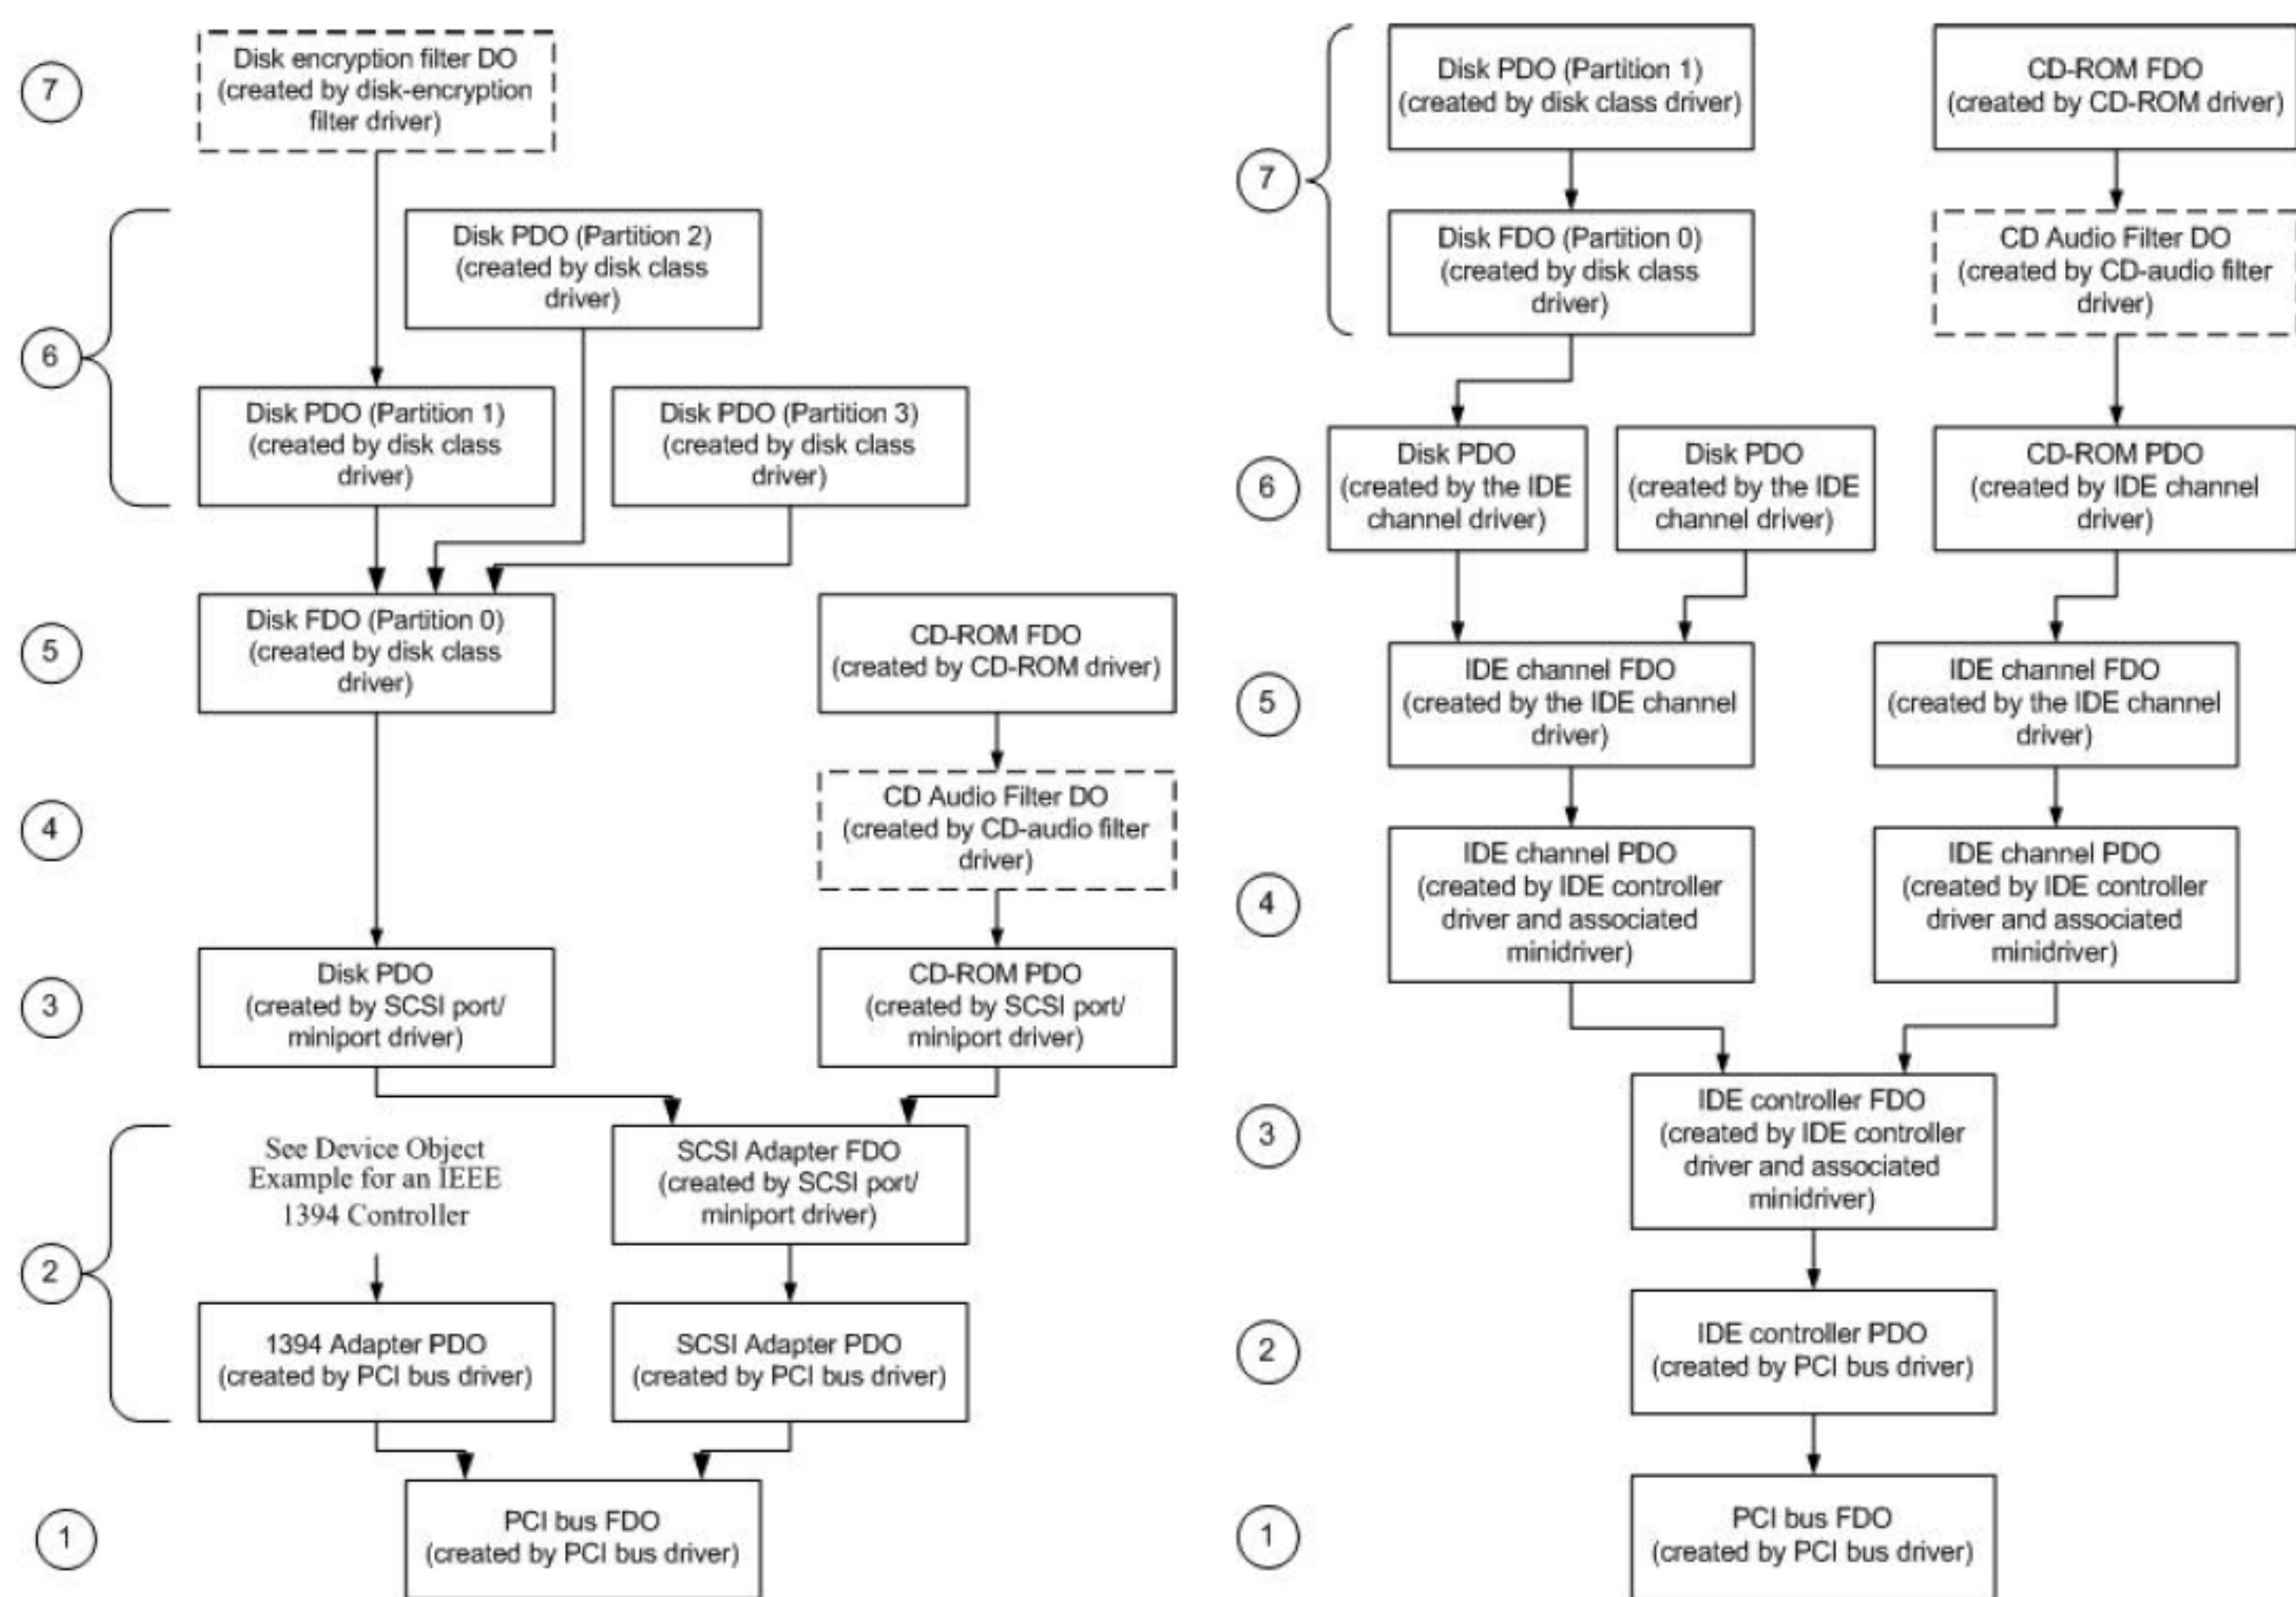 7
Disk encryption filter DO
(created by disk-encryption
filter driver)
6
Disk PDO (Partition 2)
(created by disk class
driver)
Disk PDO (Partition 1)
(created by disk class
driver)
Disk PDO (Partition 3)
(created by disk class
driver)
5
Disk FDO (Partition 0)
(created by disk class
driver)
CD-ROM FDO
(created by CD-ROM driver)
4
CD Audio Filter DO
(created by CD-audio filter
driver)
3
Disk PDO
(created by SCSI port/
miniport driver)
CD-ROM PDO
(created by SCSI port/
miniport driver)
2
See Device Object
Example for an IEEE
1394 Controller
SCSI Adapter FDO
(created by SCSI port/
miniport driver)
1394 Adapter PDO
(created by PCI bus driver)
SCSI Adapter PDO
(created by PCI bus driver)
1
PCI bus FDO
(created by PCI bus driver)
7
Disk PDO (Partition 1)
(created by disk class driver)
CD-ROM FDO
(created by CD-ROM driver)
Disk FDO (Partition 0)
(created by disk class
driver)
CD Audio Filter DO
(created by CD-audio filter
driver)
6
Disk PDO
(created by the IDE
channel driver)
Disk PDO
(created by the IDE
channel driver)
CD-ROM PDO
(created by IDE channel
driver)
5
IDE channel FDO
(created by the IDE channel
driver)
IDE channel FDO
(created by the IDE channel
driver)
4
IDE channel PDO
(created by IDE controller
driver and associated
minidriver)
IDE channel PDO
(created by IDE controller
driver and associated
minidriver)
3
IDE controller FDO
(created by IDE controller
driver and associated
minidriver)
2
IDE controller PDO
(created by PCI bus driver)
1
PCI bus FDO
(created by PCI bus driver)